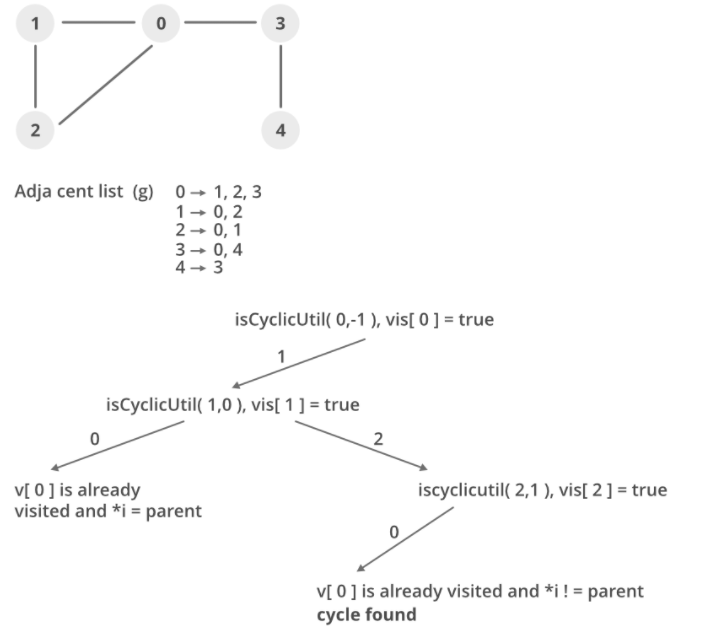 1 0 3
2 4
Adja cent list (g) 0 → 1, 2, 3
1 → 0, 2
2 → 0, 1
3 → 0, 4
4 → 3
isCyclicUtil( 0,-1 ), vis[ 0 ] = true
1
isCyclicUtil( 1,0 ), vis[ 1 ] = true
0 2
v[ 0 ] is already
visited and *i = parent
iscyclicutil( 2,1 ), vis[ 2 ] = true
0
v[ 0 ] is already visited and *i ! = parent
cycle found